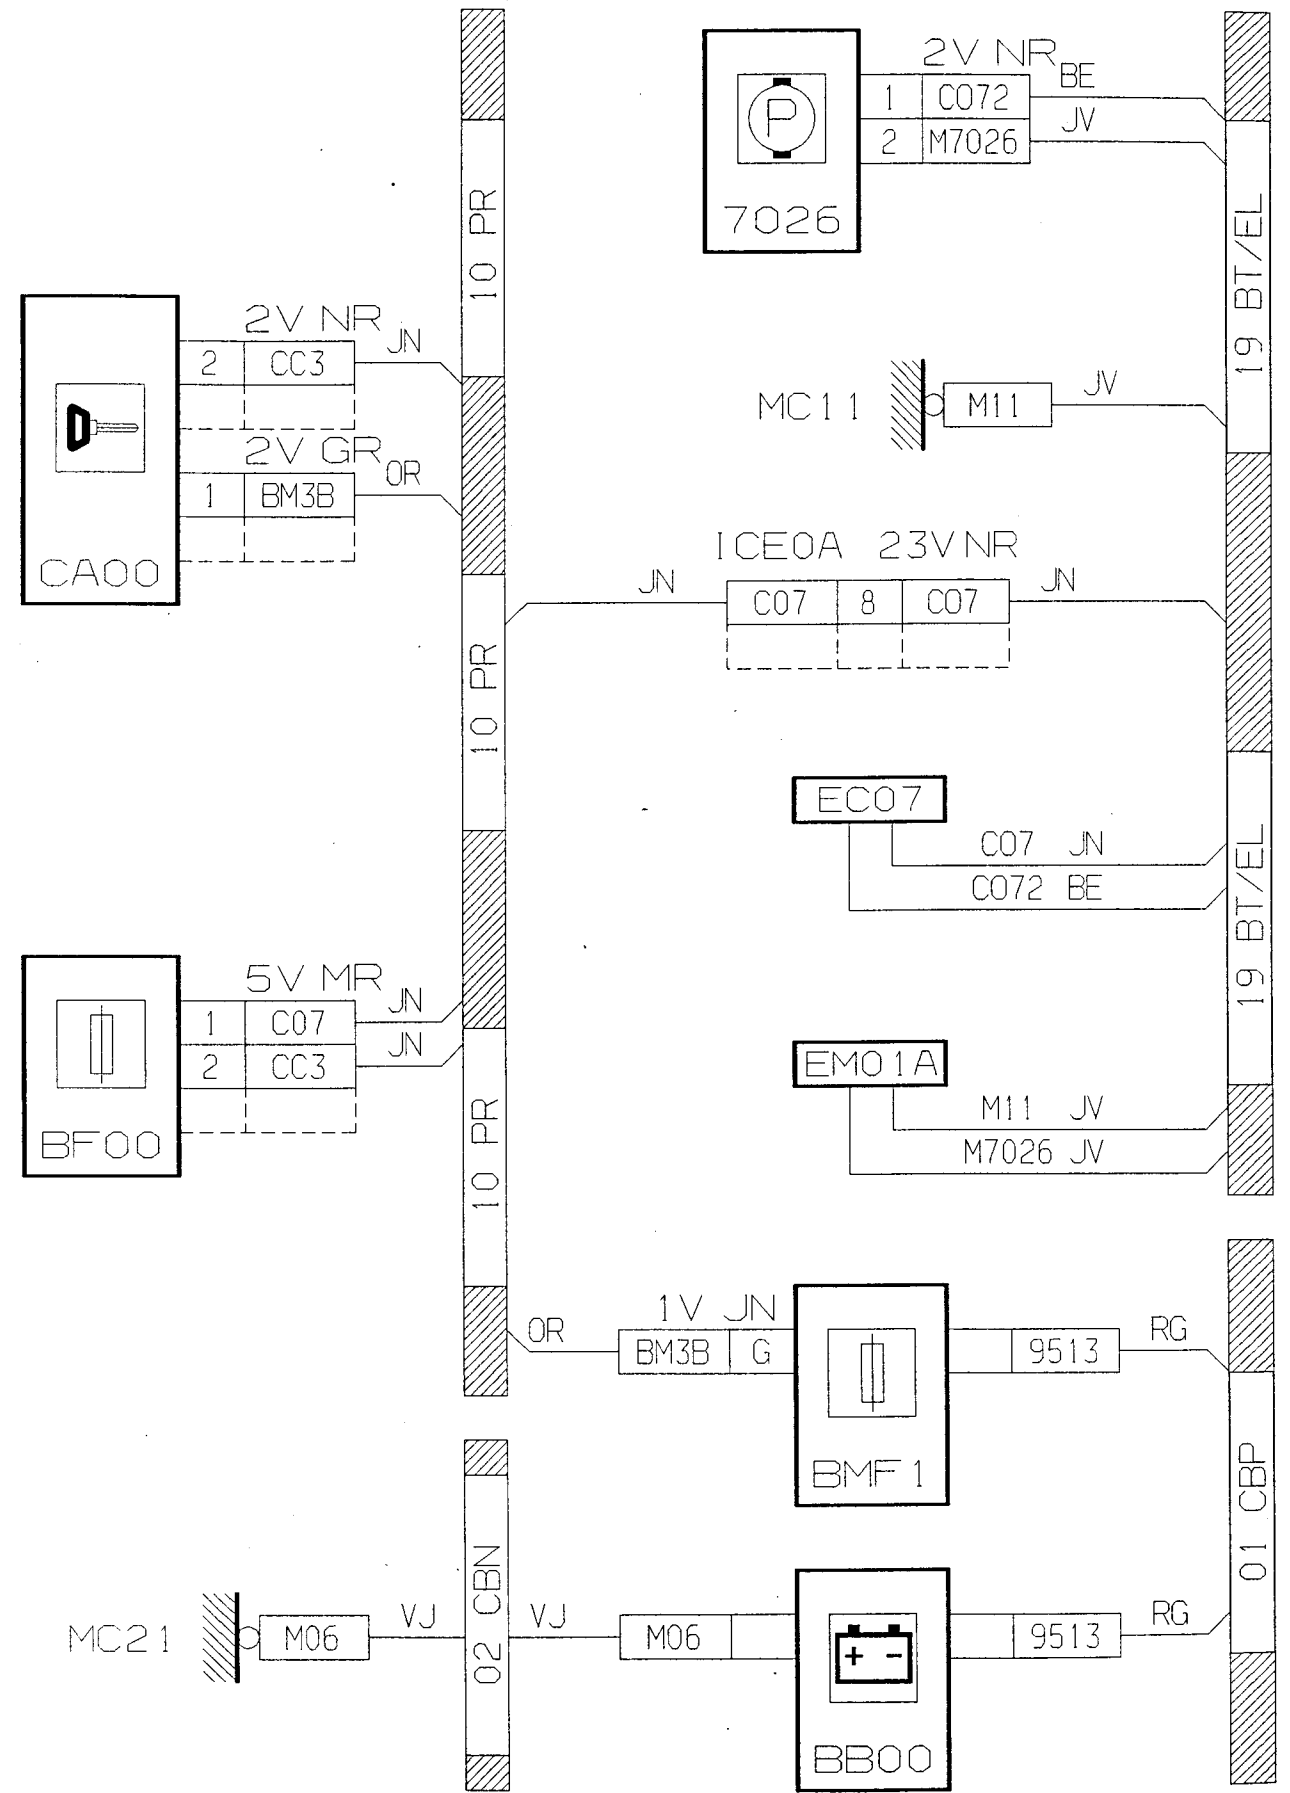 2V NR
BE
1 C072
JV
2 M7026
7026
10 PR
19 BT/EL
2V NR
JN
2 CC3
MC11
M11
JV
2V GR
OR
1 BM3B
CA00
ICE0A 23V NR
JN
C07 8 C07
JN
10 PR
EC07
C07 JN
C072 BE
19 BT/EL
5V MR
JN
1 C07
JN
2 CC3
BF00
EM01A
M11 JV
M7026 JV
10 PR
1V JN
OR
BM3B G
9513
RG
BMF1
01 CBP
02 CBN
MC21
M06
VJ
VJ
M06
+ -
9513
RG
BB00
P